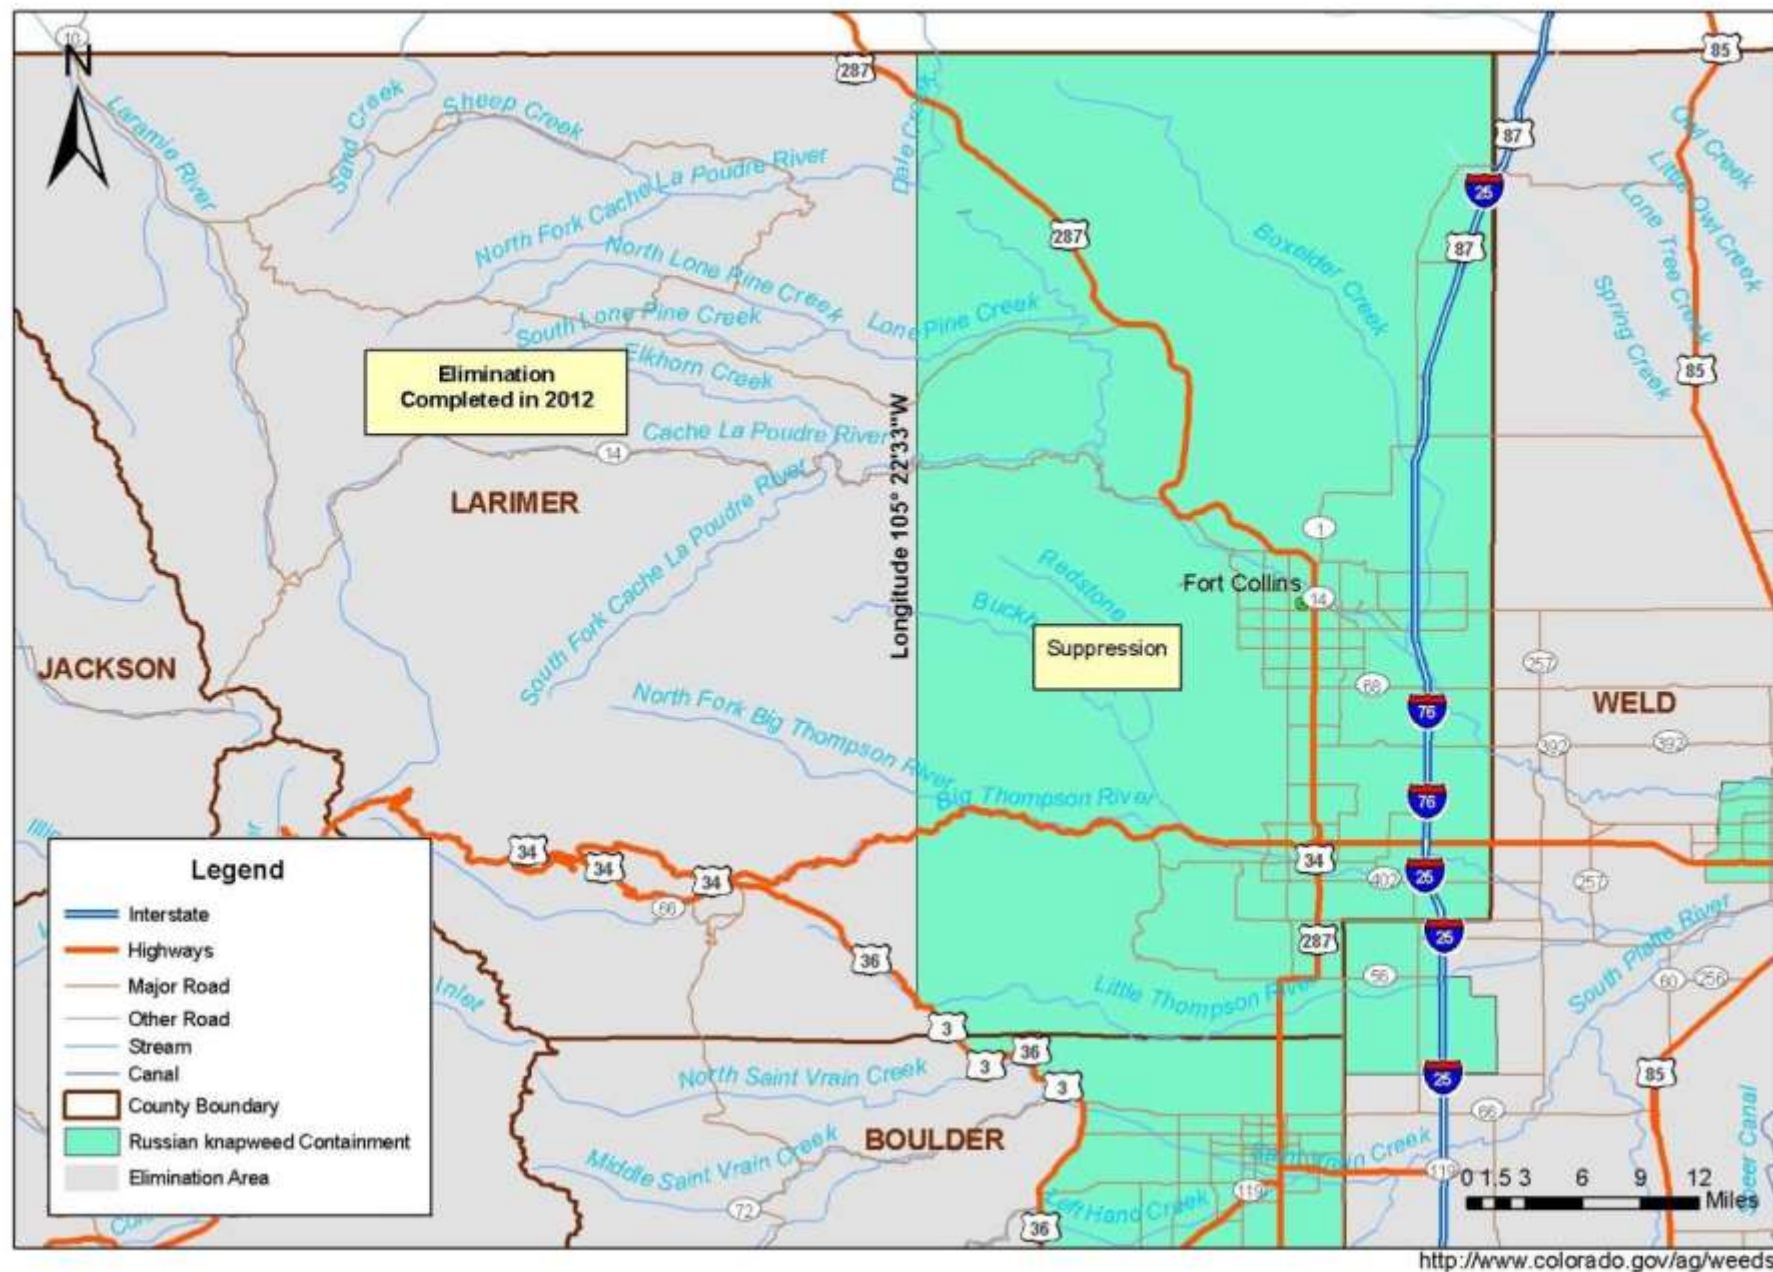 10
N
287
85
Laramie River
Sand Creek
Sheep Creek
Dale Creek
87
Owl Creek
North Fork Cache La Poudre River
25
Little Owl Creek
Lone Tree Creek
287
Boxelder Creek
87
North Lone Pine Creek
Spring Creek
South Lone Pine Creek
Lone Pine Creek
Elkhorn Creek
85
Elimination
Completed in 2012
Cache La Poudre River
14
LARIMER
South Fork Cache La Poudre River
Longitude 105° 22'33"W
1
Redstone
Fort Collins
14
Suppression
JACKSON
257
68
North Fork Big Thompson River
76
WELD
392
392
Big Thompson River
76
34
34
34
34
402
25
257
66
287
25
36
South Platte River
56
60
256
Little Thompson River
Inlet
3
36
3
3
25
85
North Saint Vrain Creek
66
BOULDER
Middle Saint Vrain Creek
Saint Vrain Creek
119
119
Left Hand Creek
72
36
Legend
Interstate
Highways
Major Road
Other Road
Stream
Canal
County Boundary
Russian knapweed Containment
Elimination Area
0 1.5 3 6 9 12
Miles
http://www.colorado.gov/ag/weeds